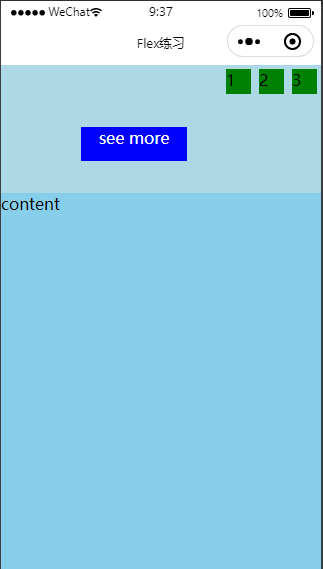 WeChat 9:37 100%
Flex练习
1 2 3
see more
content